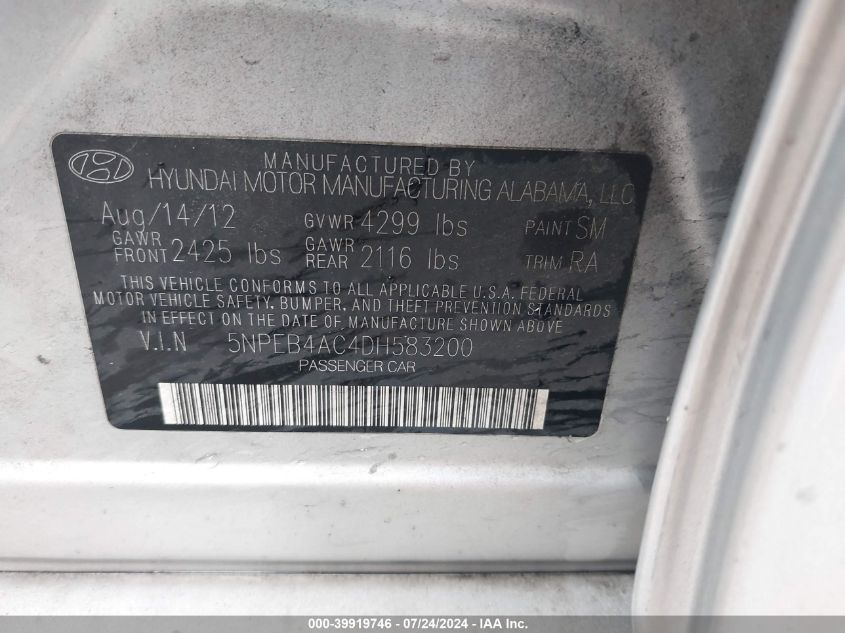 MANUFACTURED BY
HYUNDAI MOTOR MANUFACTURING ALABAMA, LLC
Aug/14/12 GVWR 4299 lbs PAINT SM
GAWR FRONT 2425 lbs GAWR REAR 2116 lbs TRIM RA
THIS VEHICLE CONFORMS TO ALL APPLICABLE U.S.A. FEDERAL
MOTOR VEHICLE SAFETY, BUMPER, AND THEFT PREVENTION STANDARDS
IN EFFECT ON THE DATE OF MANUFACTURE SHOWN ABOVE
V.I.N 5NPEB4AC4DH583200
PASSENGER CAR
000-39919746 - 07/24/2024 - IAA Inc.